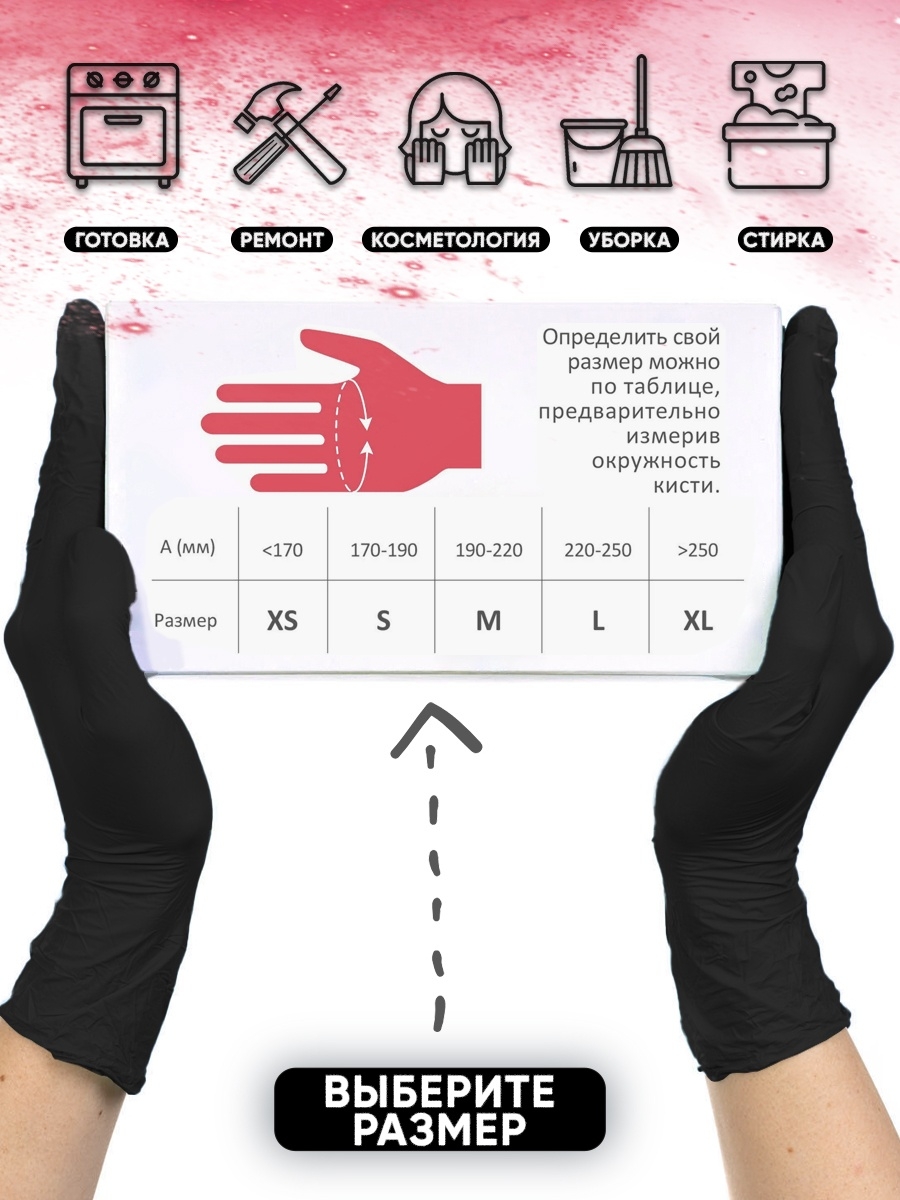 ГОТОВКА
РЕМОНТ
КОСМЕТОЛОГИЯ
УБОРКА
СТИРКА
Определить свой
размер можно
по таблице,
предварительно
измерив
окружность
кисти.
А (мм) <170 170-190 190-220 220-250 >250
Размер XS S M L XL
ВЫБЕРИТЕ
РАЗМЕР